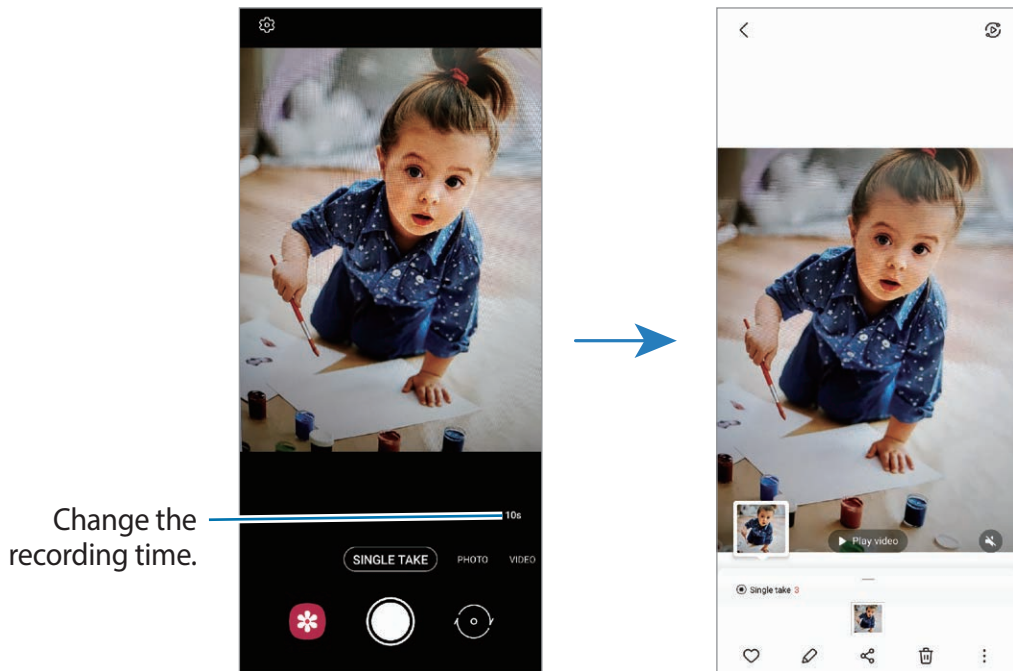 Change the
recording time.
10s
SINGLE TAKE PHOTO VIDEO
Play video
Single take 3